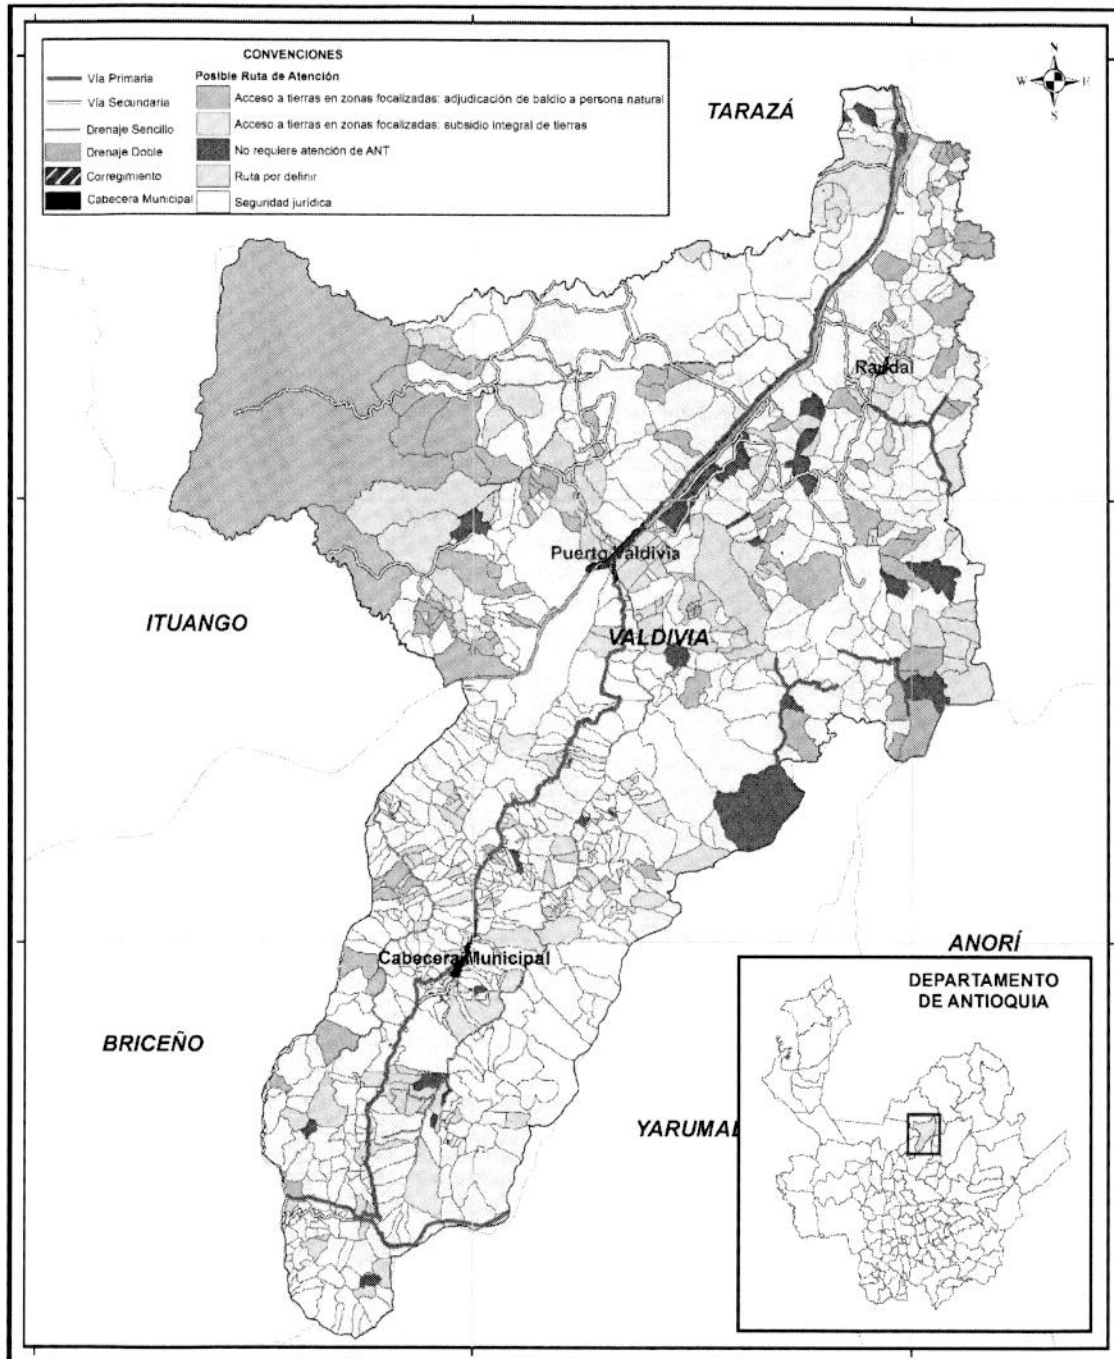 CONVENCIONES
Vía Primaria
Vía Secundaria
Drenaje Sencillo
Drenaje Doble
Corregimiento
Cabecera Municipal
Posible Ruta de Atención
Acceso a tierras en zonas focalizadas: adjudicación de baldío a persona natural
Acceso a tierras en zonas focalizadas: subsidio integral de tierras
No requiere atención de ANT
Ruta por definir
Seguridad jurídica
N
W
E
S
TARAZÁ
Raudal
Puerto Valdivia
ITUANGO
VALDIVIA
Cabecera Municipal
ANORÍ
DEPARTAMENTO
DE ANTIOQUIA
BRICEÑO
YARUMAL